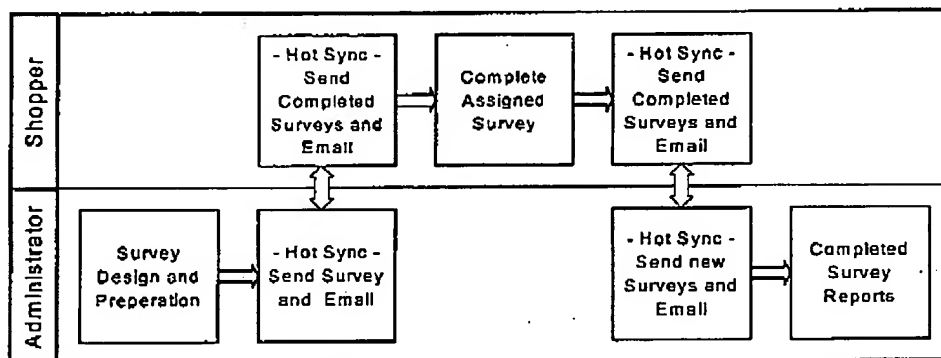 Shopper
- Hot Sync -
Send
Completed
Surveys and
Email
Complete
Assigned
Survey
- Hot Sync -
Send
Completed
Surveys and
Email
Administrator
Survey
Design and
Preparation
- Hot Sync -
Send Survey
and Email
- Hot Sync -
Send new
Surveys and
Email
Completed
Survey
Reports